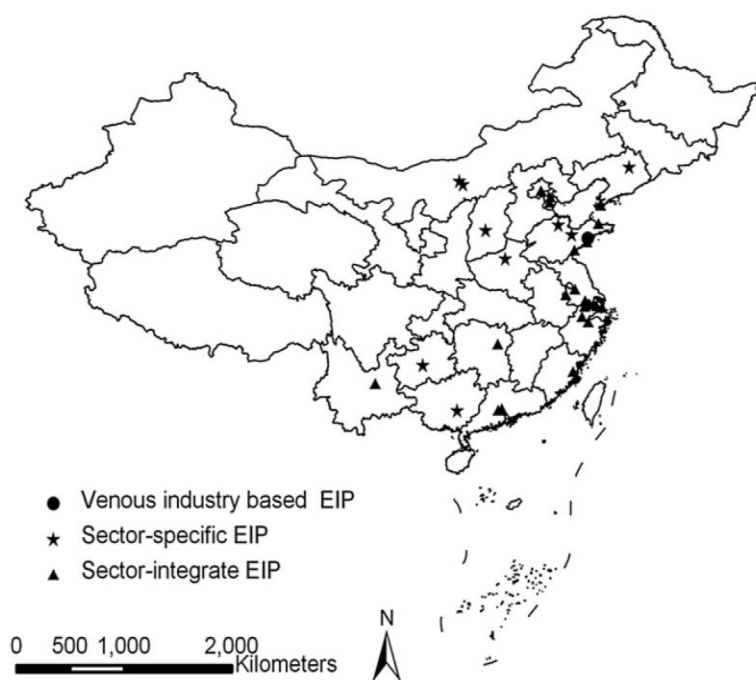 Venous industry based EIP
Sector-specific EIP
Sector-integrate EIP
N
0 500 1,000 2,000
Kilometers